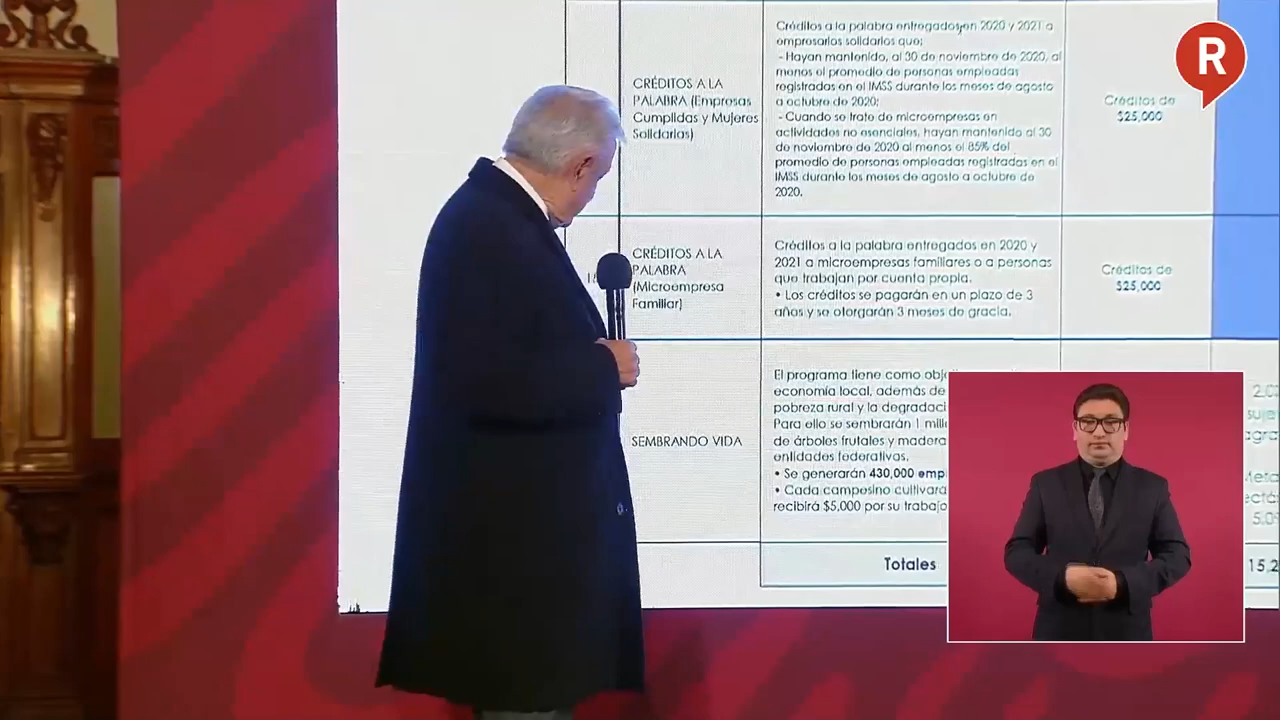 R
CRÉDITOS A LA
PALABRA (Empresas
Cumplidas y Mujeres
Solidarias)
Créditos a la palabra entregados en 2020 y 2021 a
empresarios solidarios que:
- Hayan mantenido, al 30 de noviembre de 2020, al
menos el promedio de personas empleadas
registradas en el IMSS durante los meses de agosto
a octubre de 2020;
- Cuando se trate de microempresas en
actividades no esenciales, hayan mantenido al 30
de noviembre de 2020 al menos el 85% del
promedio de personas empleadas registradas en el
IMSS durante los meses de agosto a octubre de
2020.
Créditos de
$25,000
CRÉDITOS A LA
PALABRA
(Microempresa
Familiar)
Créditos a la palabra entregados en 2020 y
2021 a microempresas familiares o a personas
que trabajan por cuenta propia.
• Los créditos se pagarán en un plazo de 3
años y se otorgarán 3 meses de gracia.
Créditos de
$25,000
SEMBRANDO VIDA
El programa tiene como
economía local, además de
pobreza rural y la
Para ello se sembrarán 1
de árboles frutales y
entidades federativas.
• Se generarán 430,000
• Cada campesino
recibirá $5,000 por su trabajo
Totales
15.2